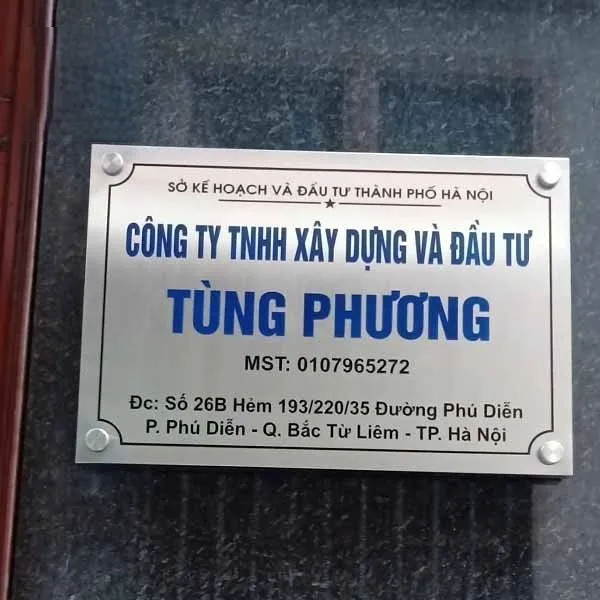 SỞ KẾ HOẠCH VÀ ĐẦU TƯ THÀNH PHỐ HÀ NỘI
CÔNG TY TNHH XÂY DỰNG VÀ ĐẦU TƯ
TÙNG PHƯƠNG
MST: 0107965272
Đc: Số 26B Hẻm 193/220/35 Đường Phú Diễn
P. Phú Diễn - Q. Bắc Từ Liêm - TP. Hà Nội